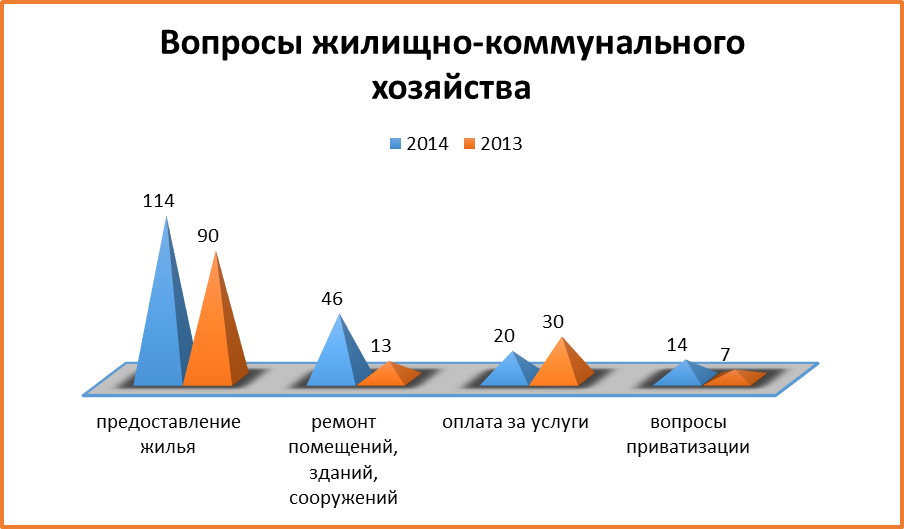 Вопросы жилищно-коммунального
хозяйства
2014 2013
114
90
46
13
20
30
14
7
предоставление
жилья
ремонт
помещений,
зданий,
сооружений
оплата за услуги
вопросы
приватизации